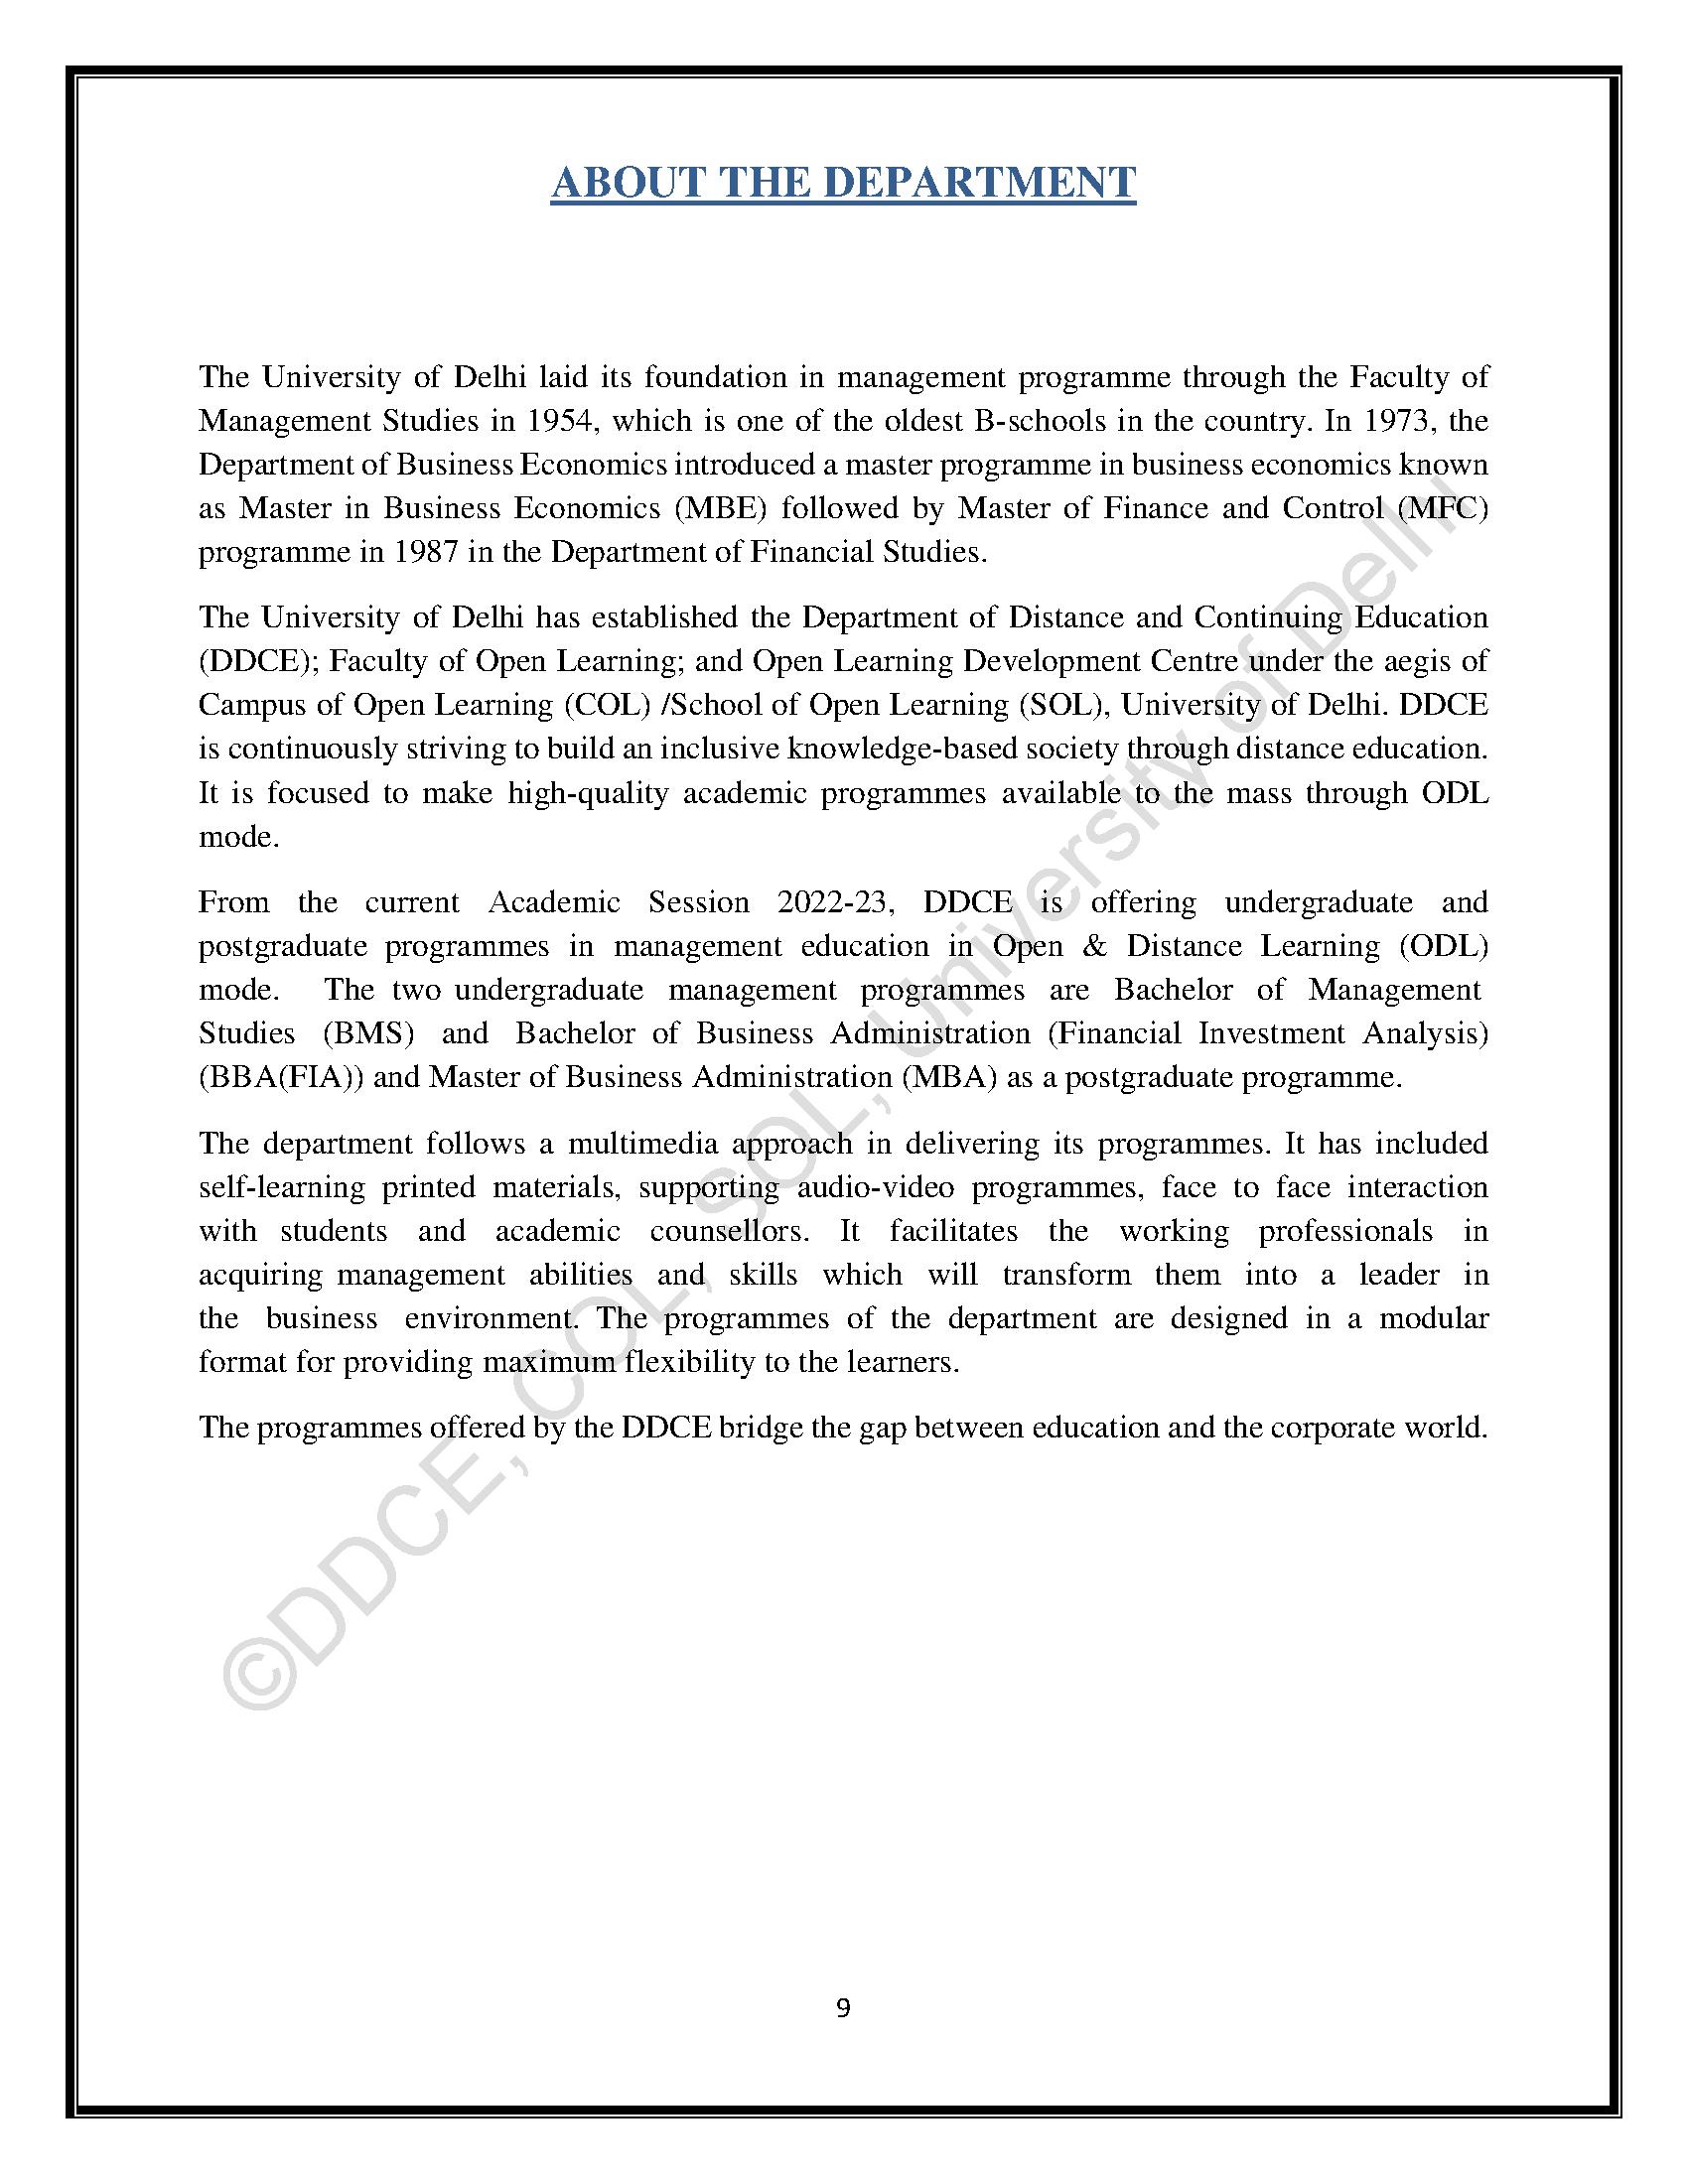 ABOUT THE DEPARTMENT
The University of Delhi laid its foundation in management programme through the Faculty of
Management Studies in 1954, which is one of the oldest B-schools in the country. In 1973, the
Department of Business Economics introduced a master programme in business economics known
as Master in Business Economics (MBE) followed by Master of Finance and Control (MFC)
programme in 1987 in the Department of Financial Studies.
The University of Delhi has established the Department of Distance and Continuing Education
(DDCE); Faculty of Open Learning; and Open Learning Development Centre under the aegis of
Campus of Open Learning (COL) /School of Open Learning (SOL), University of Delhi. DDCE
is continuously striving to build an inclusive knowledge-based society through distance education.
It is focused to make high-quality academic programmes available to the mass through ODL
mode.
From the current Academic Session 2022-23, DDCE is offering undergraduate and
postgraduate programmes in management education in Open & Distance Learning (ODL)
mode. The two undergraduate management programmes are Bachelor of Management
Studies (BMS) and Bachelor of Business Administration (Financial Investment Analysis)
(BBA(FIA)) and Master of Business Administration (MBA) as a postgraduate programme.
The department follows a multimedia approach in delivering its programmes. It has included
self-learning printed materials, supporting audio-video programmes, face to face interaction
with students and academic counsellors. It facilitates the working professionals in
acquiring management abilities and skills which will transform them into a leader in
the business environment. The programmes of the department are designed in a modular
format for providing maximum flexibility to the learners.
The programmes offered by the DDCE bridge the gap between education and the corporate world.
©DDCE, COL, SOL, University of Delhi
9